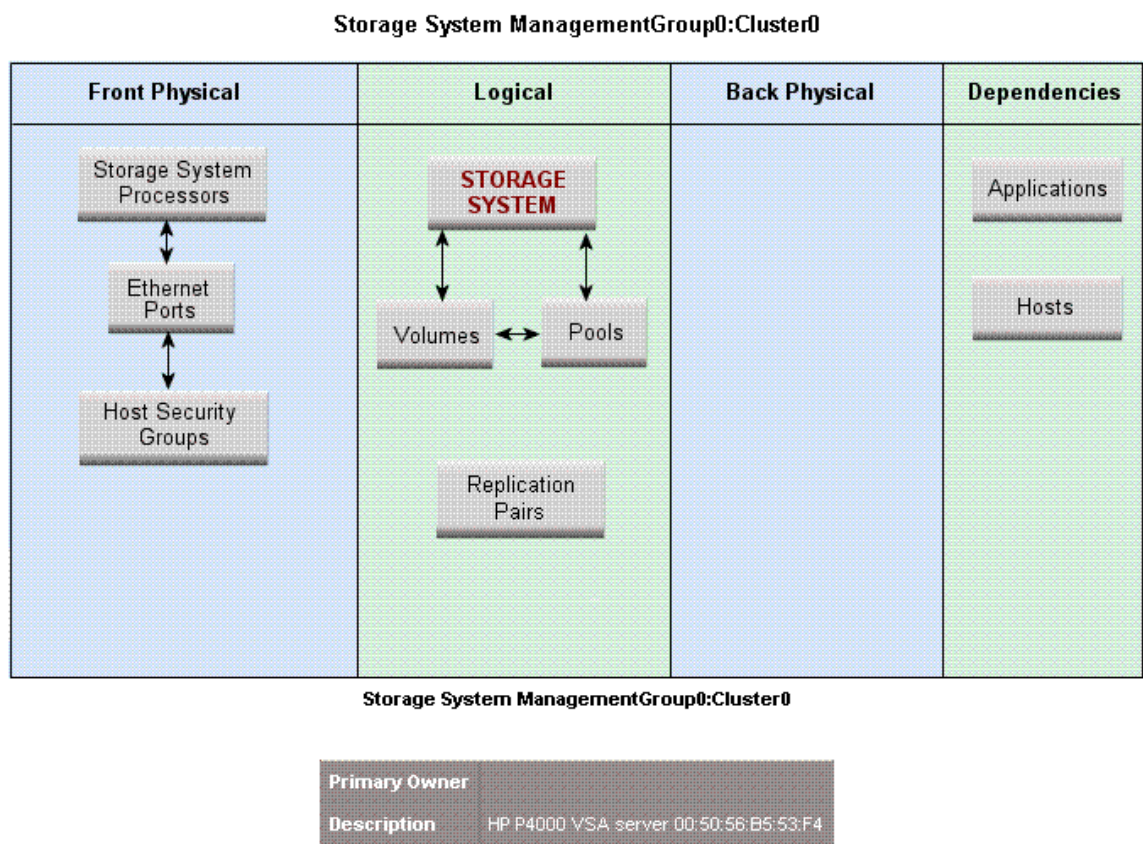 Storage System ManagementGroup0:Cluster0
Front Physical Logical Back Physical Dependencies
Storage System
Processors
Ethernet
Ports
Host Security
Groups
STORAGE
SYSTEM
Volumes
Pools
Replication
Pairs
Applications
Hosts
Storage System ManagementGroup0:Cluster0
Primary Owner
Description HP P4000 VSA server 00:50:56:B5:53:F4